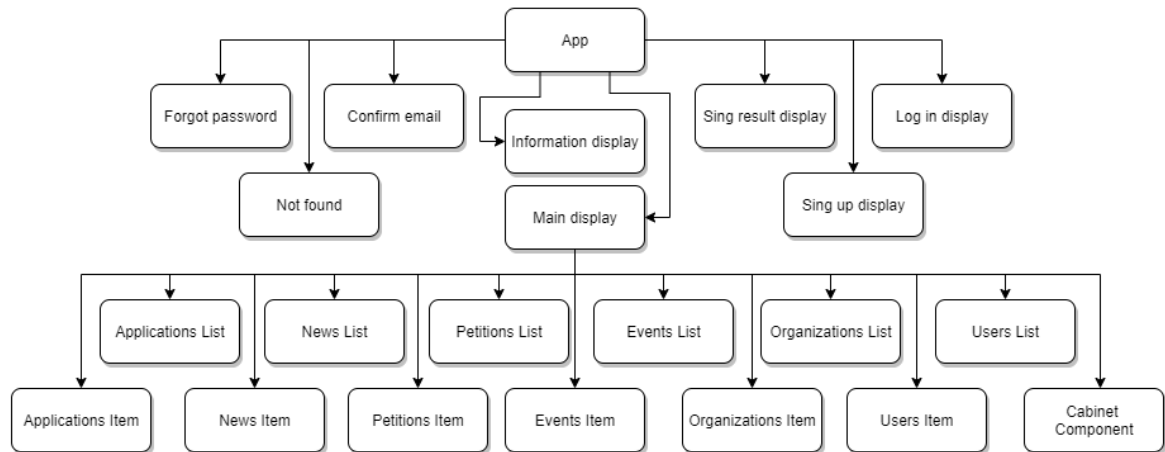 App
Forgot password
Confirm email
Sing result display
Log in display
Information display
Not found
Main display
Sing up display
Applications List
News List
Petitions List
Events List
Organizations List
Users List
Applications Item
News Item
Petitions Item
Events Item
Organizations Item
Users Item
Cabinet
Component